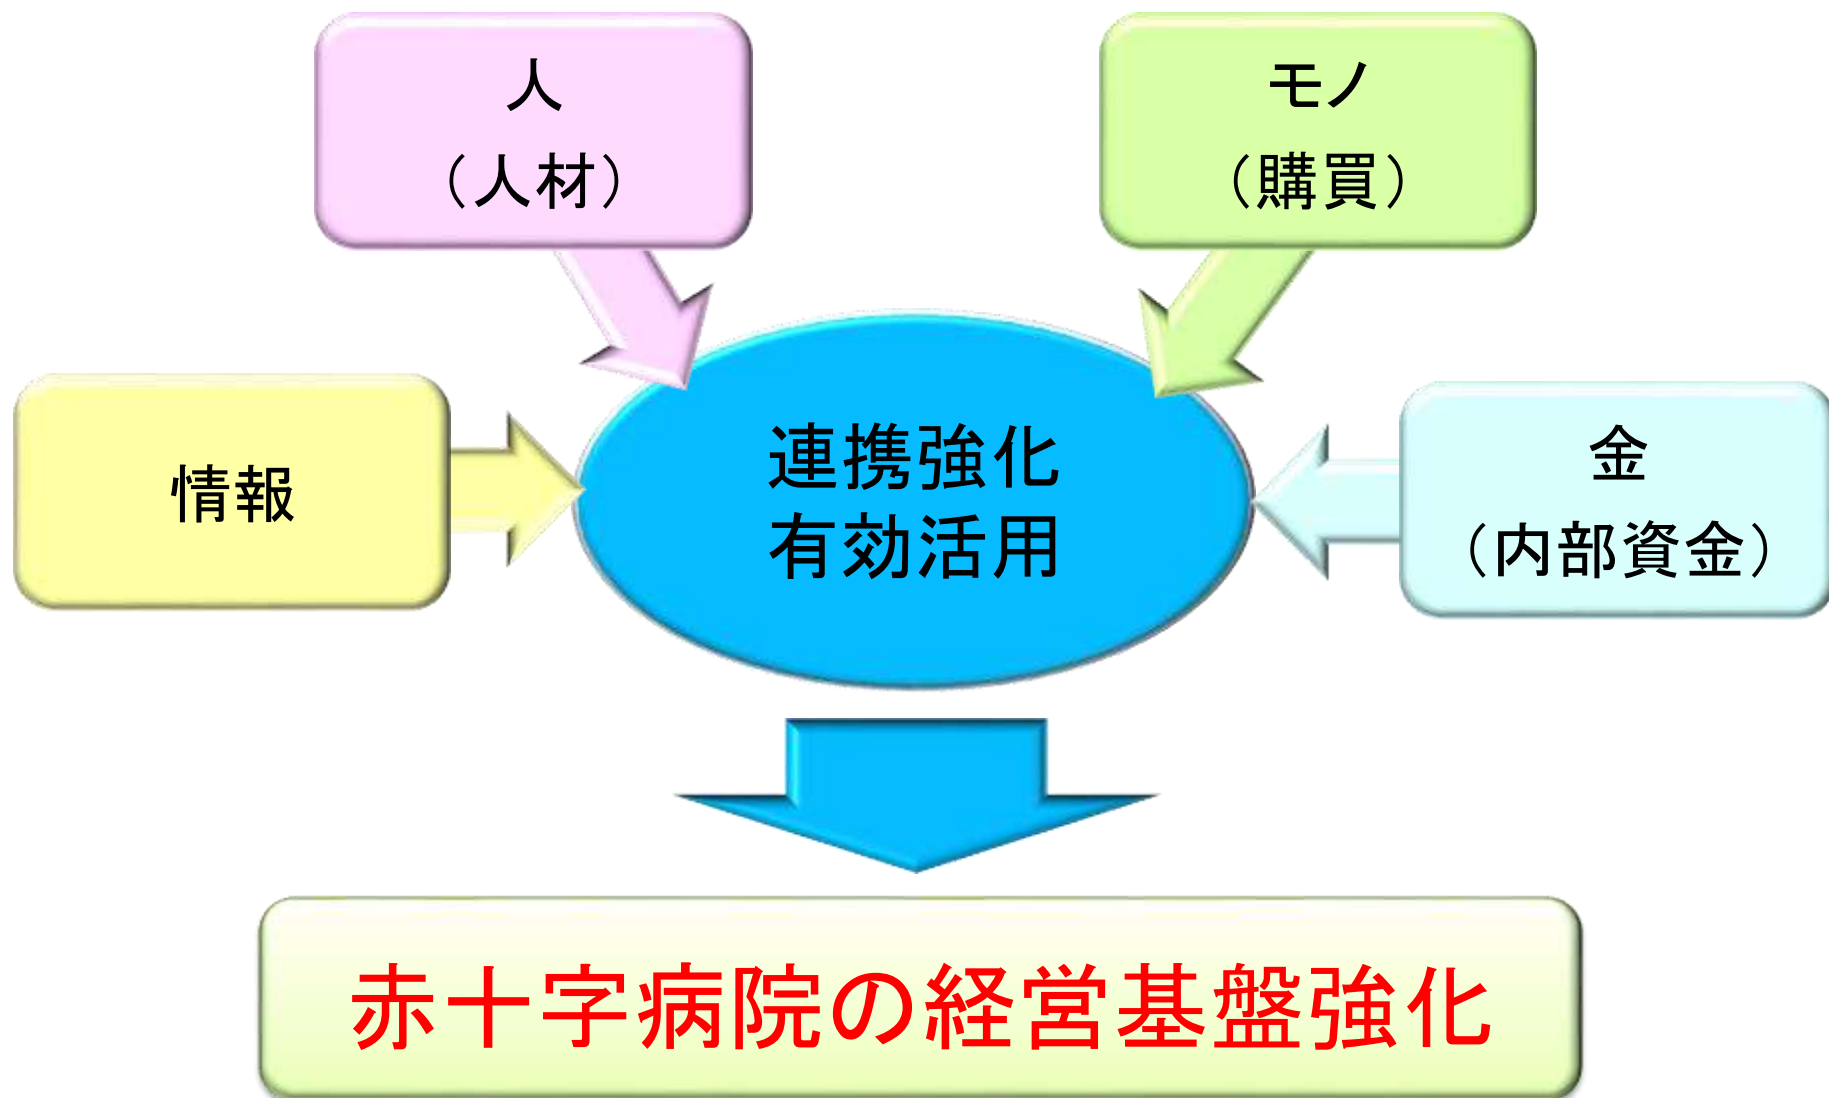 人
（人材）
モノ
（購買）
情報
連携強化
有効活用
金
（内部資金）
赤十字病院の経営基盤強化